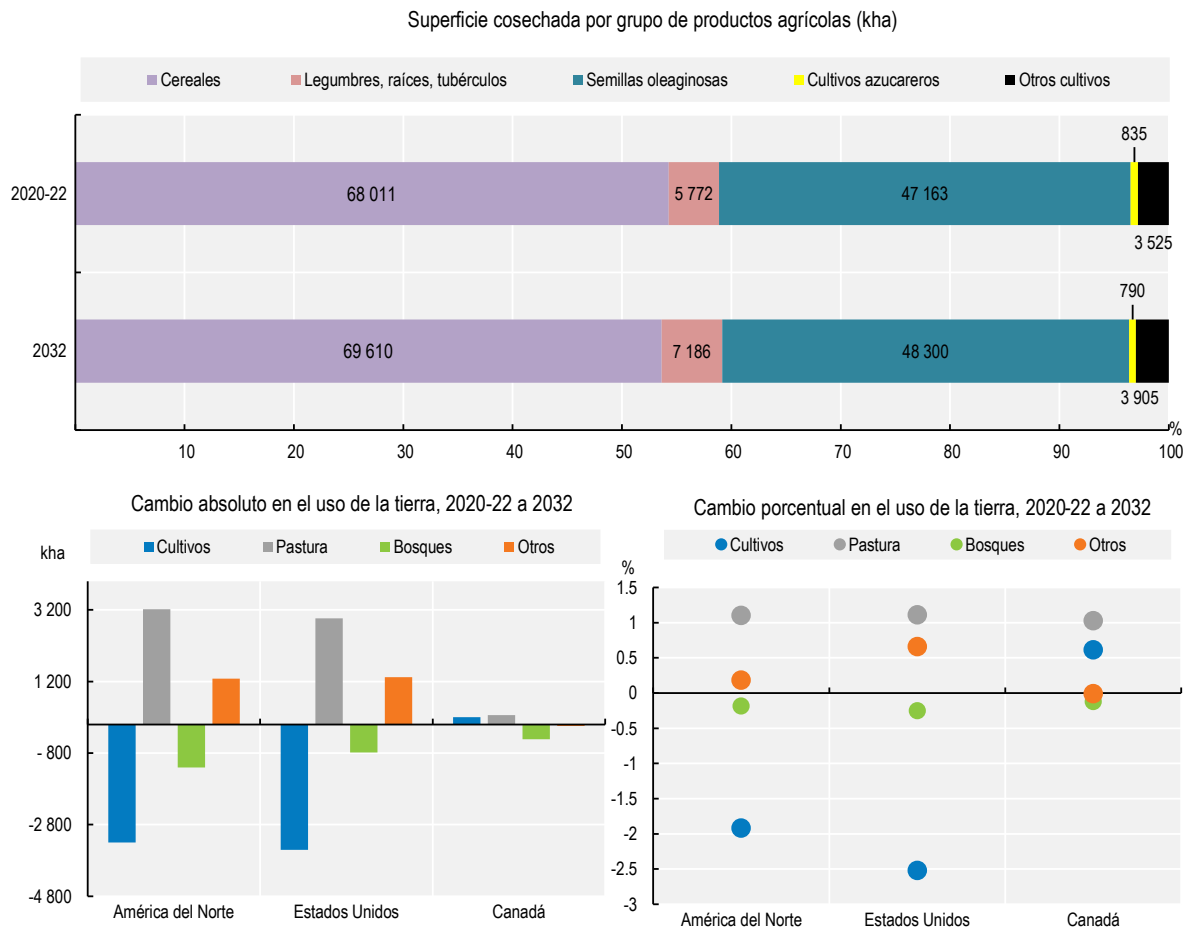 Superficie cosechada por grupo de productos agrícolas (kha)
Cereales Legumbres, raíces, tubérculos Semillas oleaginosas Cultivos azucareros Otros cultivos
835
2020-22 68 011 5 772 47 163
3 525
790
2032 69 610 7 186 48 300
3 905
%
10 20 30 40 50 60 70 80 90 100
Cambio absoluto en el uso de la tierra, 2020-22 a 2032
kha
Cultivos Pastura Bosques Otros
3 200
1 200
- 800
-2 800
-4 800
América del Norte Estados Unidos Canadá
Cambio porcentual en el uso de la tierra, 2020-22 a 2032
Cultivos Pastura Bosques Otros
%
1.5
1
0.5
0
-0.5
-1
-1.5
-2
-2.5
-3
América del Norte Estados Unidos Canadá